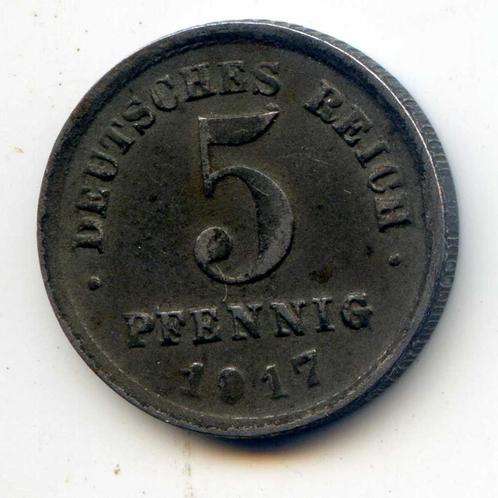 DEUTSCHES REICH
5
PFENNIG
1917